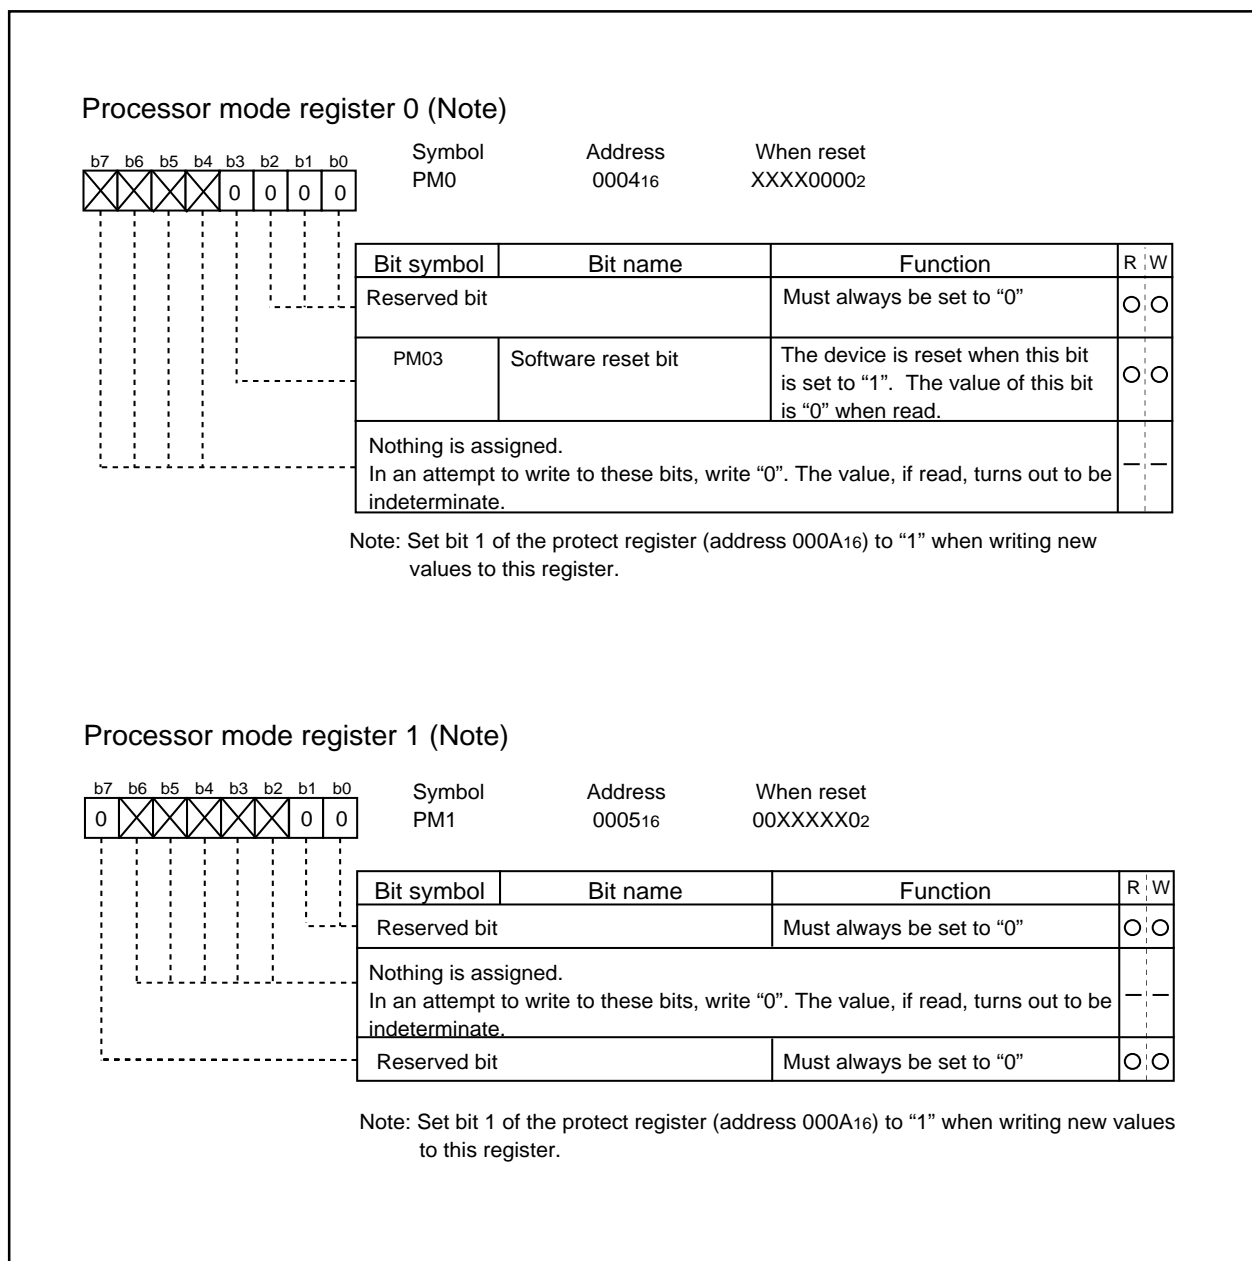 Processor mode register 0 (Note)
b7 b6 b5 b4 b3 b2 b1 b0
0 0 0 0
Symbol Address When reset
PM0 000416 XXXX00002
Bit symbol Bit name Function R W
Reserved bit Must always be set to “0”
PM03 Software reset bit The device is reset when this bit
is set to “1”. The value of this bit
is “0” when read.
Nothing is assigned.
In an attempt to write to these bits, write “0”. The value, if read, turns out to be
indeterminate.
Note: Set bit 1 of the protect register (address 000A16) to “1” when writing new
values to this register.
Processor mode register 1 (Note)
b7 b6 b5 b4 b3 b2 b1 b0
0 0 0
Symbol Address When reset
PM1 000516 00XXXXX02
Bit symbol Bit name Function R W
Reserved bit Must always be set to “0”
Nothing is assigned.
In an attempt to write to these bits, write “0”. The value, if read, turns out to be
indeterminate.
Reserved bit Must always be set to “0”
Note: Set bit 1 of the protect register (address 000A16) to “1” when writing new values
to this register.